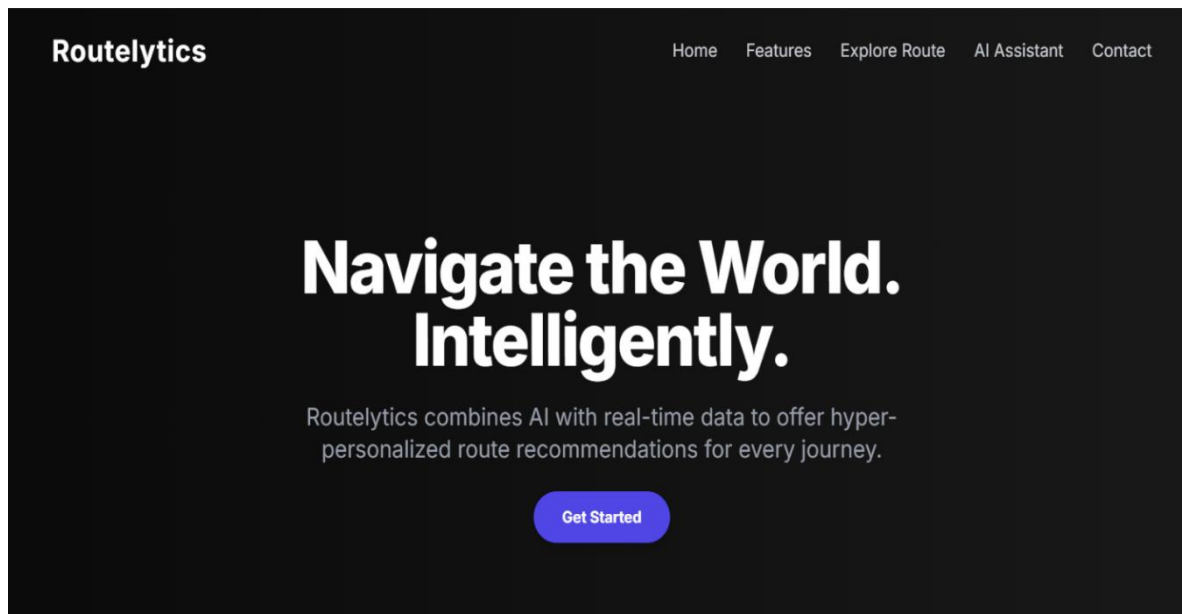 Routelytics
Home Features Explore Route AI Assistant Contact
Navigate the World.
Intelligently.
Routelytics combines AI with real-time data to offer hyper-
personalized route recommendations for every journey.
Get Started